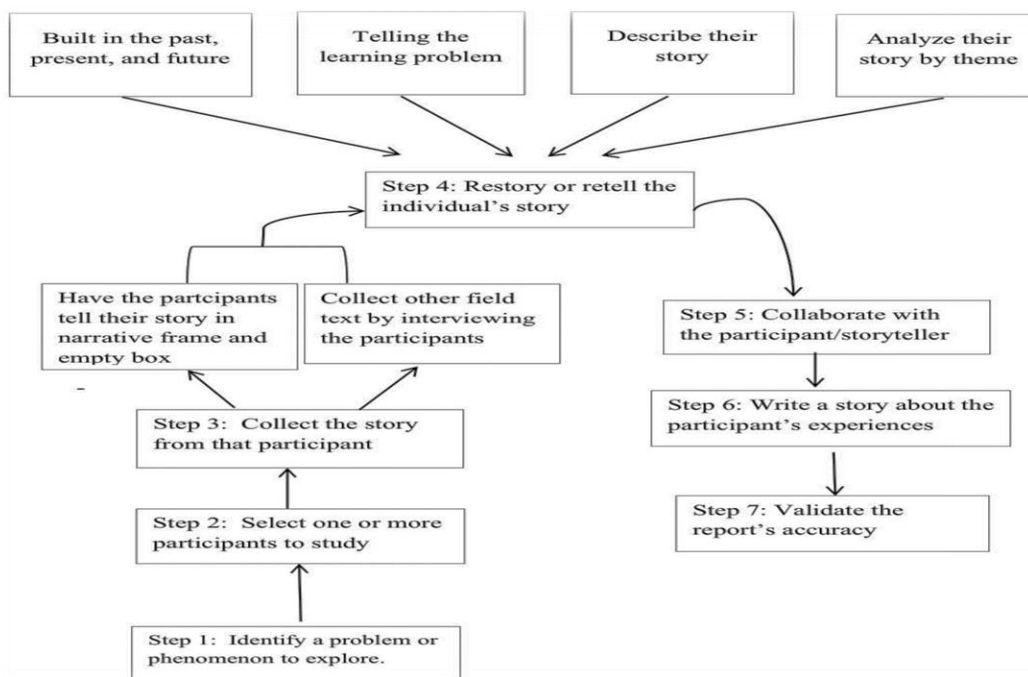 Built in the past,
present, and future
Telling the
learning problem
Describe their
story
Analyze their
story by theme
Step 4: Restory or retell the
individual's story
Have the partcipants
tell their story in
narrative frame and
empty box
Collect other field
text by interviewing
the participants
Step 5: Collaborate with
the participant/storyteller
Step 3: Collect the story
from that participant
Step 6: Write a story about the
participant's experiences
Step 2: Select one or more
participants to study
Step 7: Validate the
report's accuracy
Step 1: Identify a problem or
phenomenon to explore.